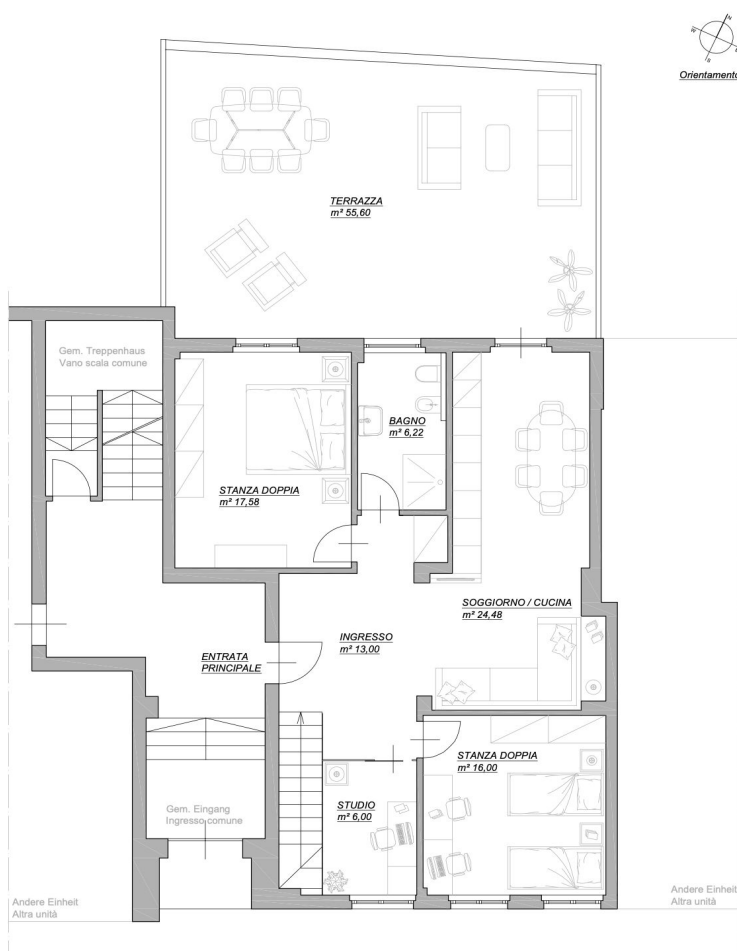 N
Orientamento
TERRAZZA
m² 55,60
Gem. Treppenhaus
Vano scala comune
BAGNO
m² 6,22
STANZA DOPPIA
m² 17,58
SOGGIORNO / CUCINA
m² 24,48
INGRESSO
m² 13,00
ENTRATA
PRINCIPALE
STANZA DOPPIA
m² 16,00
STUDIO
m² 6,00
Gem. Eingang
Ingresso comune
Andere Einheit
Altra unità
Andere Einheit
Altra unità